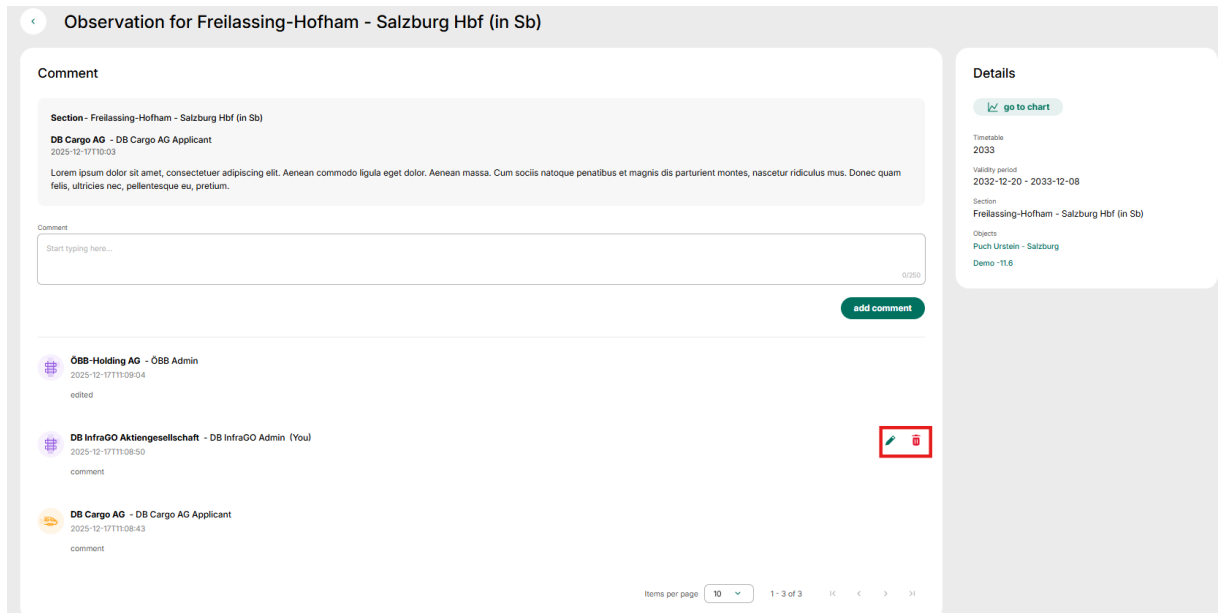 Observation for Freilassing-Hofham - Salzburg Hbf (in Sb)
Comment
Section - Freilassing-Hofham - Salzburg Hbf (in Sb)
DB Cargo AG - DB Cargo AG Applicant
2025-12-17T10:03
Lorem ipsum dolor sit amet, consectetuer adipiscing elit. Aenean commodo ligula eget dolor. Aenean massa. Cum sociis natoque penatibus et magnis dis parturient montes, nascetur ridiculus mus. Donec quam
felis, ultricies nec, pellentesque eu, pretium.
Comment
Start typing here...
0/250
add comment
ÖBB-Holding AG - ÖBB Admin
2025-12-17T11:09:04
edited
DB InfraGO Aktiengesellschaft - DB InfraGO Admin (You)
2025-12-17T11:08:50
comment
DB Cargo AG - DB Cargo AG Applicant
2025-12-17T11:08:43
comment
Items per page 10 1 - 3 of 3
Details
go to chart
Timetable
2033
Validity period
2032-12-20 - 2033-12-08
Section
Freilassing-Hofham - Salzburg Hbf (in Sb)
Objects
Puch Urstein - Salzburg
Demo -11.6